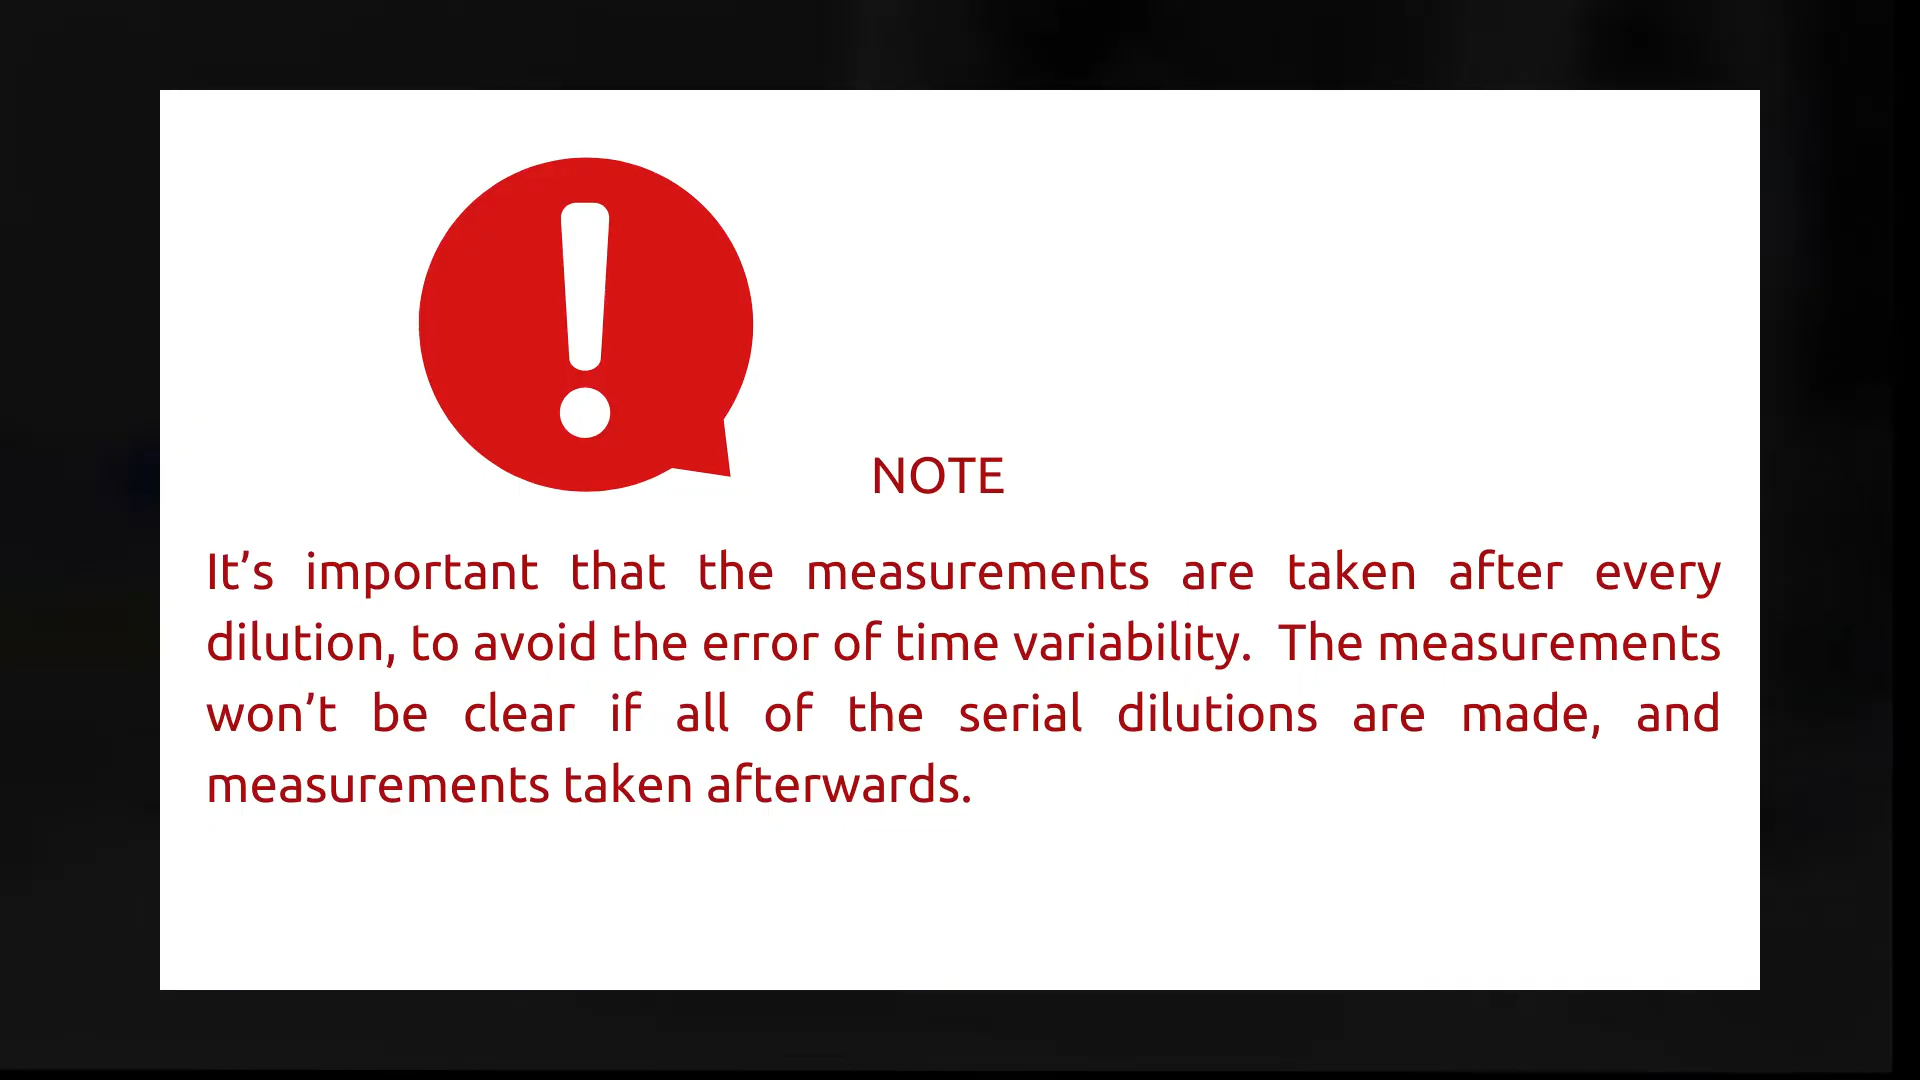 NOTE
It’s important that the measurements are taken after every
dilution, to avoid the error of time variability. The measurements
won’t be clear if all of the serial dilutions are made, and
measurements taken afterwards.